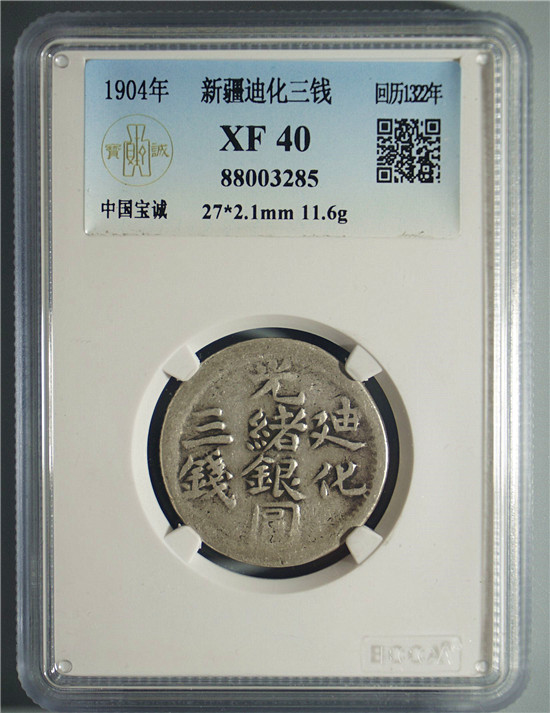 1904年 新疆迪化三钱 回历1322年
寶 誠
XF 40
88003285
中国宝诚 27*2.1mm 11.6g
光緒銀圓
迪化
三錢